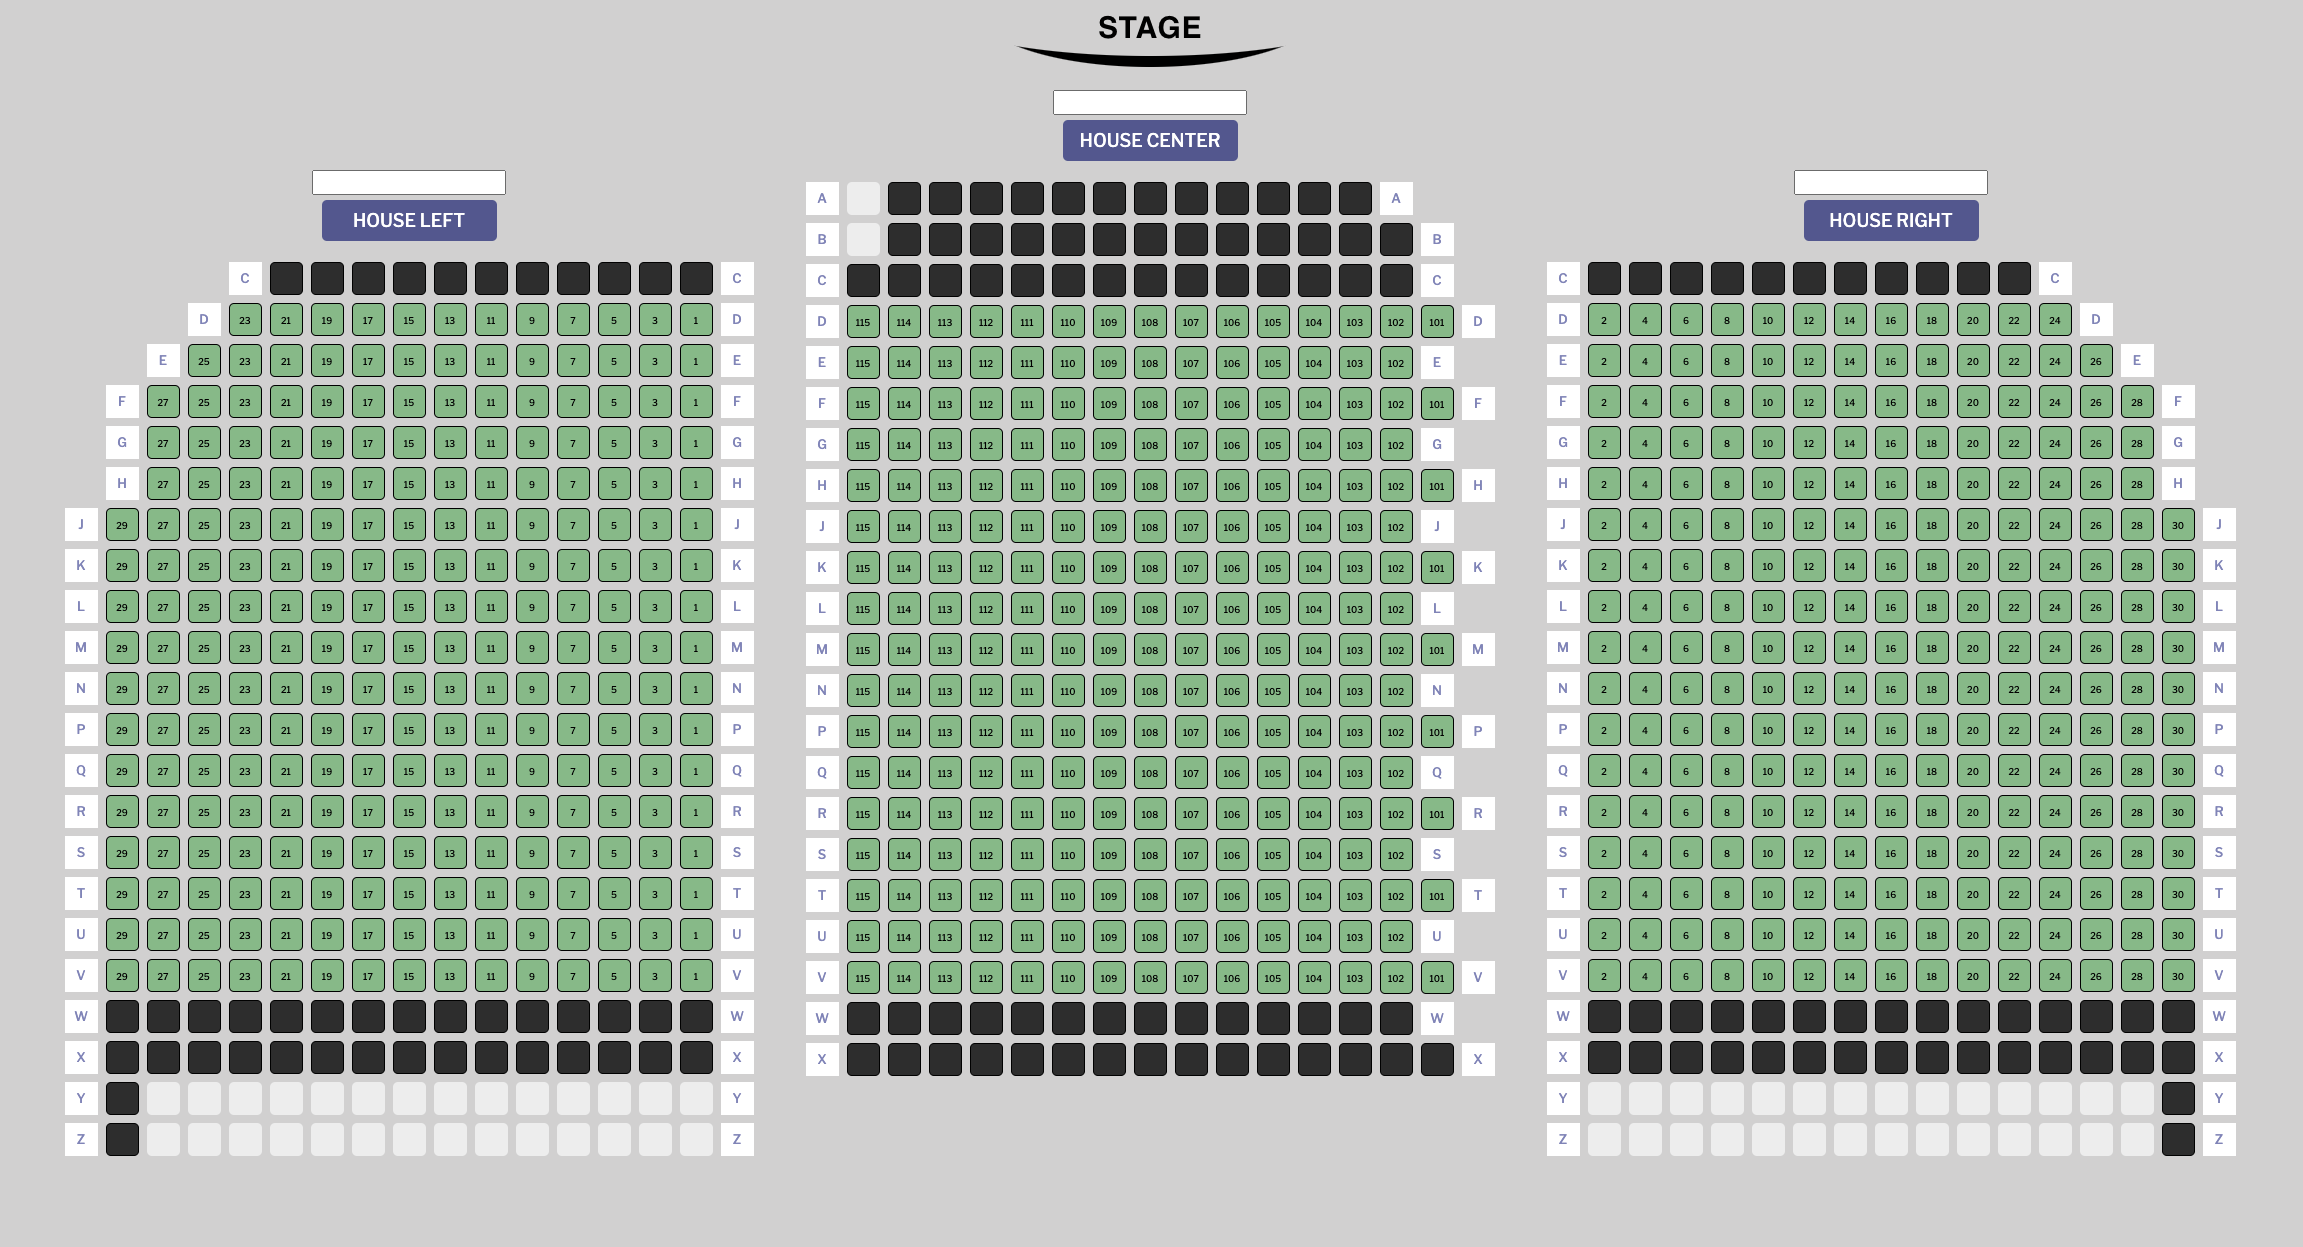 STAGE
HOUSE CENTER
HOUSE LEFT
HOUSE RIGHT
A A
B B
C C
C C
C C
D 23 21 19 17 15 13 11 9 7 5 3 1 D
E 25 23 21 19 17 15 13 11 9 7 5 3 1 E
F 27 25 23 21 19 17 15 13 11 9 7 5 3 1 F
G 27 25 23 21 19 17 15 13 11 9 7 5 3 1 G
H 27 25 23 21 19 17 15 13 11 9 7 5 3 1 H
J 29 27 25 23 21 19 17 15 13 11 9 7 5 3 1 J
K 29 27 25 23 21 19 17 15 13 11 9 7 5 3 1 K
L 29 27 25 23 21 19 17 15 13 11 9 7 5 3 1 L
M 29 27 25 23 21 19 17 15 13 11 9 7 5 3 1 M
N 29 27 25 23 21 19 17 15 13 11 9 7 5 3 1 N
P 29 27 25 23 21 19 17 15 13 11 9 7 5 3 1 P
Q 29 27 25 23 21 19 17 15 13 11 9 7 5 3 1 Q
R 29 27 25 23 21 19 17 15 13 11 9 7 5 3 1 R
S 29 27 25 23 21 19 17 15 13 11 9 7 5 3 1 S
T 29 27 25 23 21 19 17 15 13 11 9 7 5 3 1 T
U 29 27 25 23 21 19 17 15 13 11 9 7 5 3 1 U
V 29 27 25 23 21 19 17 15 13 11 9 7 5 3 1 V
W W
X X
Y Y
Z Z
D 115 114 113 112 111 110 109 108 107 106 105 104 103 102 101 D
E 115 114 113 112 111 110 109 108 107 106 105 104 103 102 E
F 115 114 113 112 111 110 109 108 107 106 105 104 103 102 101 F
G 115 114 113 112 111 110 109 108 107 106 105 104 103 102 G
H 115 114 113 112 111 110 109 108 107 106 105 104 103 102 101 H
J 115 114 113 112 111 110 109 108 107 106 105 104 103 102 J
K 115 114 113 112 111 110 109 108 107 106 105 104 103 102 101 K
L 115 114 113 112 111 110 109 108 107 106 105 104 103 102 L
M 115 114 113 112 111 110 109 108 107 106 105 104 103 102 101 M
N 115 114 113 112 111 110 109 108 107 106 105 104 103 102 N
P 115 114 113 112 111 110 109 108 107 106 105 104 103 102 101 P
Q 115 114 113 112 111 110 109 108 107 106 105 104 103 102 Q
R 115 114 113 112 111 110 109 108 107 106 105 104 103 102 101 R
S 115 114 113 112 111 110 109 108 107 106 105 104 103 102 S
T 115 114 113 112 111 110 109 108 107 106 105 104 103 102 101 T
U 115 114 113 112 111 110 109 108 107 106 105 104 103 102 U
V 115 114 113 112 111 110 109 108 107 106 105 104 103 102 101 V
W W
X X
D 2 4 6 8 10 12 14 16 18 20 22 24 D
E 2 4 6 8 10 12 14 16 18 20 22 24 26 E
F 2 4 6 8 10 12 14 16 18 20 22 24 26 28 F
G 2 4 6 8 10 12 14 16 18 20 22 24 26 28 G
H 2 4 6 8 10 12 14 16 18 20 22 24 26 28 H
J 2 4 6 8 10 12 14 16 18 20 22 24 26 28 30 J
K 2 4 6 8 10 12 14 16 18 20 22 24 26 28 30 K
L 2 4 6 8 10 12 14 16 18 20 22 24 26 28 30 L
M 2 4 6 8 10 12 14 16 18 20 22 24 26 28 30 M
N 2 4 6 8 10 12 14 16 18 20 22 24 26 28 30 N
P 2 4 6 8 10 12 14 16 18 20 22 24 26 28 30 P
Q 2 4 6 8 10 12 14 16 18 20 22 24 26 28 30 Q
R 2 4 6 8 10 12 14 16 18 20 22 24 26 28 30 R
S 2 4 6 8 10 12 14 16 18 20 22 24 26 28 30 S
T 2 4 6 8 10 12 14 16 18 20 22 24 26 28 30 T
U 2 4 6 8 10 12 14 16 18 20 22 24 26 28 30 U
V 2 4 6 8 10 12 14 16 18 20 22 24 26 28 30 V
W W
X X
Y Y
Z Z